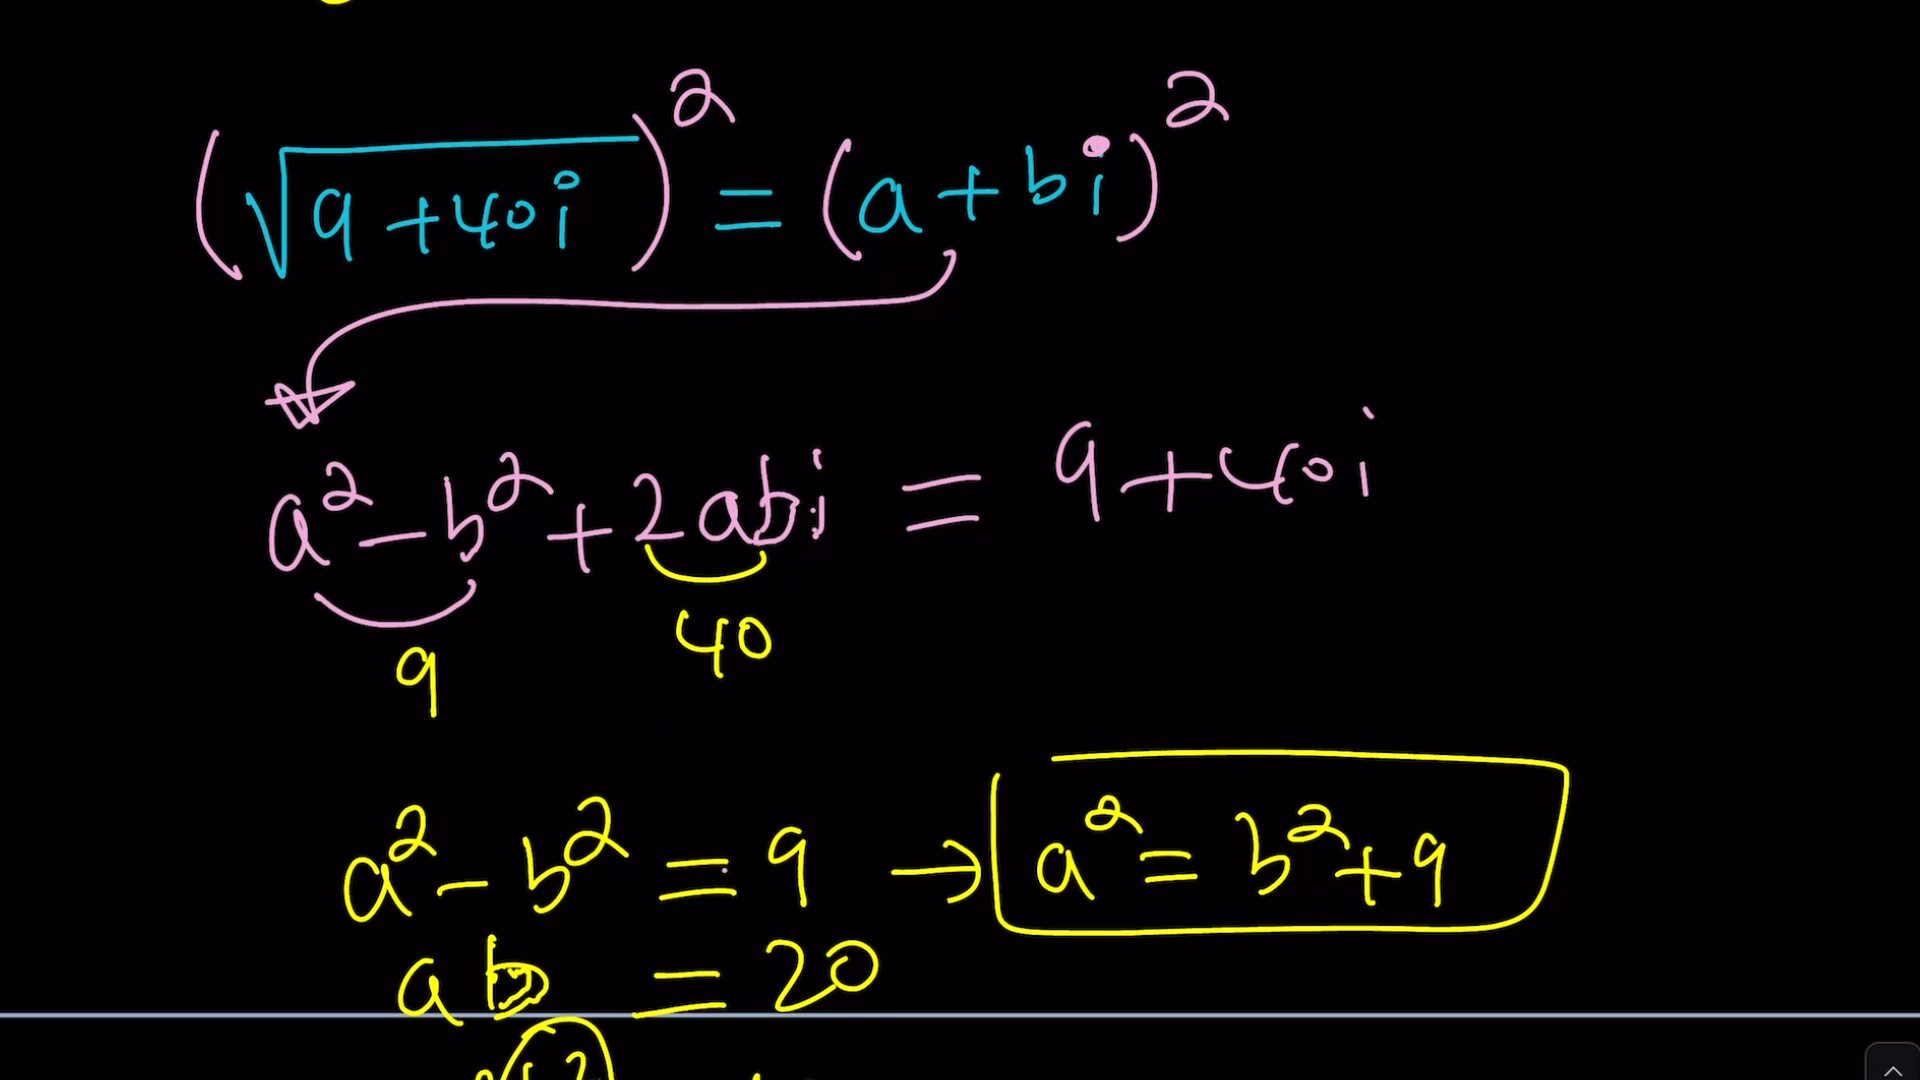 (√9+40i)² = (a+bi)²
a²-b²+2abi = 9+40i
9 40
a²-b² = 9 → a² = b²+9
ab = 20